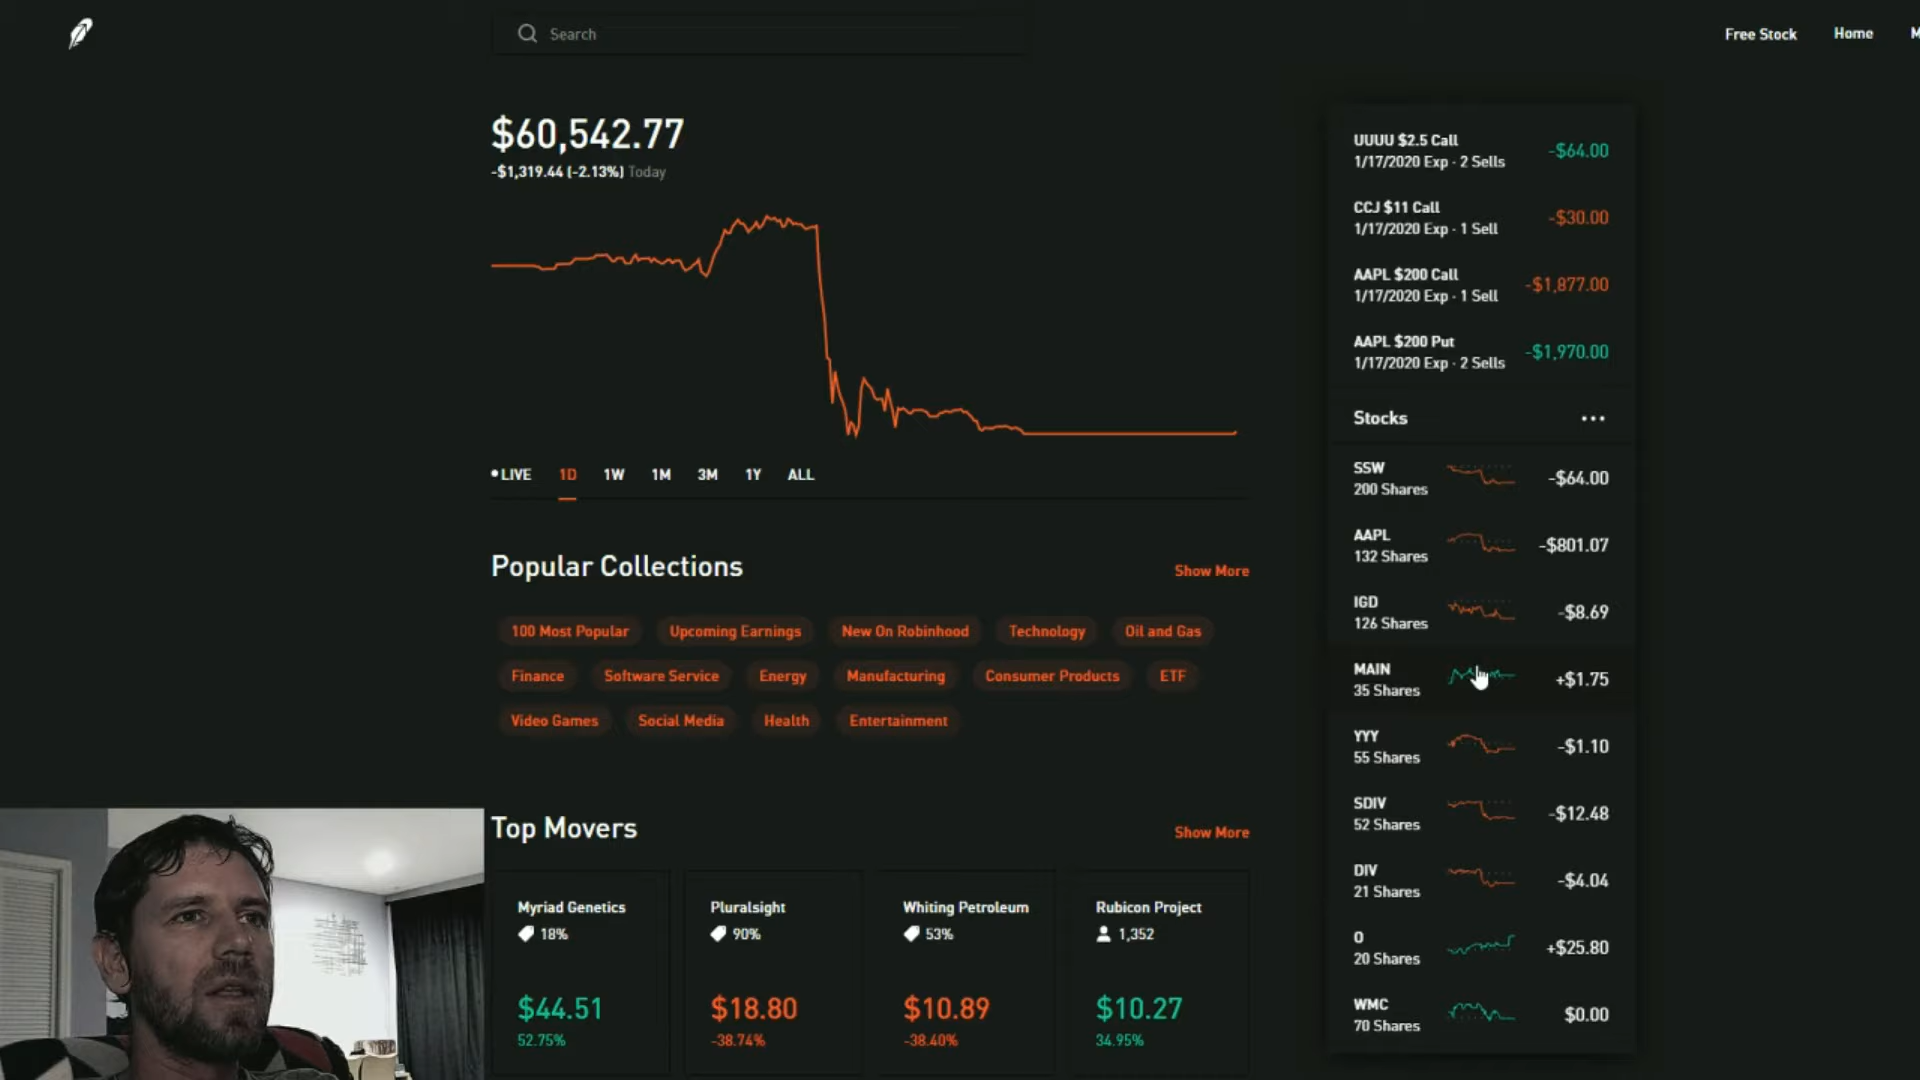 Search
Free Stock
Home
M
$60,542.77
-$1,319.44 (-2.13%) Today
LIVE
1D
1W
1M
3M
1Y
ALL
Popular Collections
Show More
100 Most Popular
Upcoming Earnings
New On Robinhood
Technology
Oil and Gas
Finance
Software Service
Energy
Manufacturing
Consumer Products
ETF
Video Games
Social Media
Health
Entertainment
Top Movers
Show More
Myriad Genetics
18%
$44.51
52.75%
Pluralsight
90%
$18.80
-38.74%
Whiting Petroleum
53%
$10.89
-38.40%
Rubicon Project
1,352
$10.27
34.95%
UUUU $2.5 Call
1/17/2020 Exp · 2 Sells
-$64.00
CCJ $11 Call
1/17/2020 Exp · 1 Sell
-$30.00
AAPL $200 Call
1/17/2020 Exp · 1 Sell
-$1,877.00
AAPL $200 Put
1/17/2020 Exp · 2 Sells
-$1,970.00
Stocks
SSW
200 Shares
-$64.00
AAPL
132 Shares
-$801.07
IGD
126 Shares
-$8.69
MAIN
35 Shares
+$1.75
YYY
55 Shares
-$1.10
SDIV
52 Shares
-$12.48
DIV
21 Shares
-$4.04
O
20 Shares
+$25.80
WMC
70 Shares
$0.00